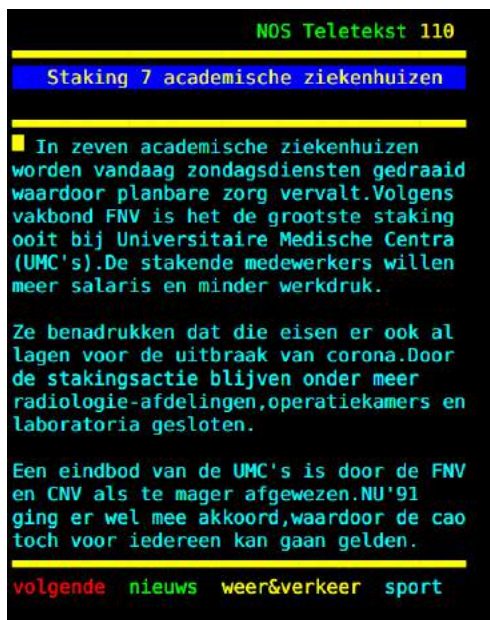 NOS Teletekst 110
Staking 7 academische ziekenhuizen
In zeven academische ziekenhuizen
worden vandaag zondagsdiensten gedraaid
waardoor planbare zorg vervalt.Volgens
vakbond FNV is het de grootste staking
ooit bij Universitaire Medische Centra
(UMC's).De stakende medewerkers willen
meer salaris en minder werkdruk.
Ze benadrukken dat die eisen er ook al
lagen voor de uitbraak van corona.Door
de stakingsactie blijven onder meer
radiologie-afdelingen,operatiekamers en
laboratoria gesloten.
Een eindbod van de UMC's is door de FNV
en CNV als te mager afgewezen.NU'91
ging er wel mee akkoord,waardoor de cao
toch voor iedereen kan gaan gelden.
volgende nieuws weer&verkeer sport